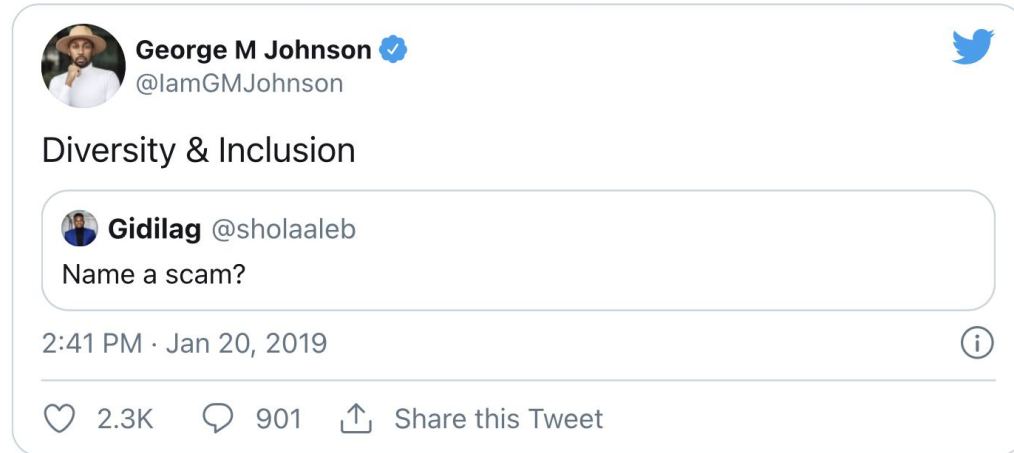 George M Johnson
@IamGMJohnson
Diversity & Inclusion
Gidilag @sholaaleb
Name a scam?
2:41 PM · Jan 20, 2019
2.3K 901 Share this Tweet